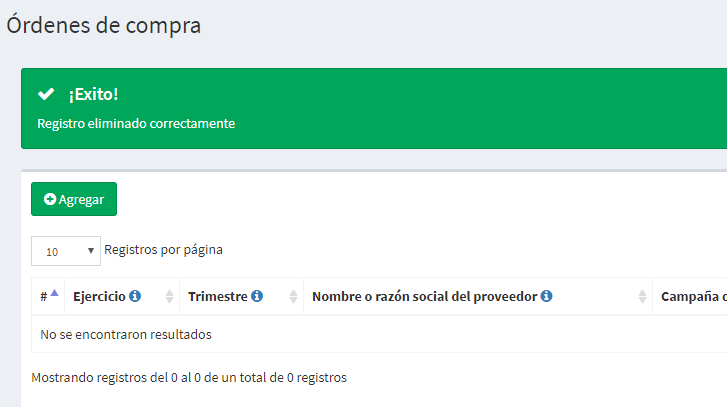 Órdenes de compra
¡Exito!
Registro eliminado correctamente
Agregar
10 Registros por página
# Ejercicio Trimestre Nombre o razón social del proveedor Campaña
No se encontraron resultados
Mostrando registros del 0 al 0 de un total de 0 registros